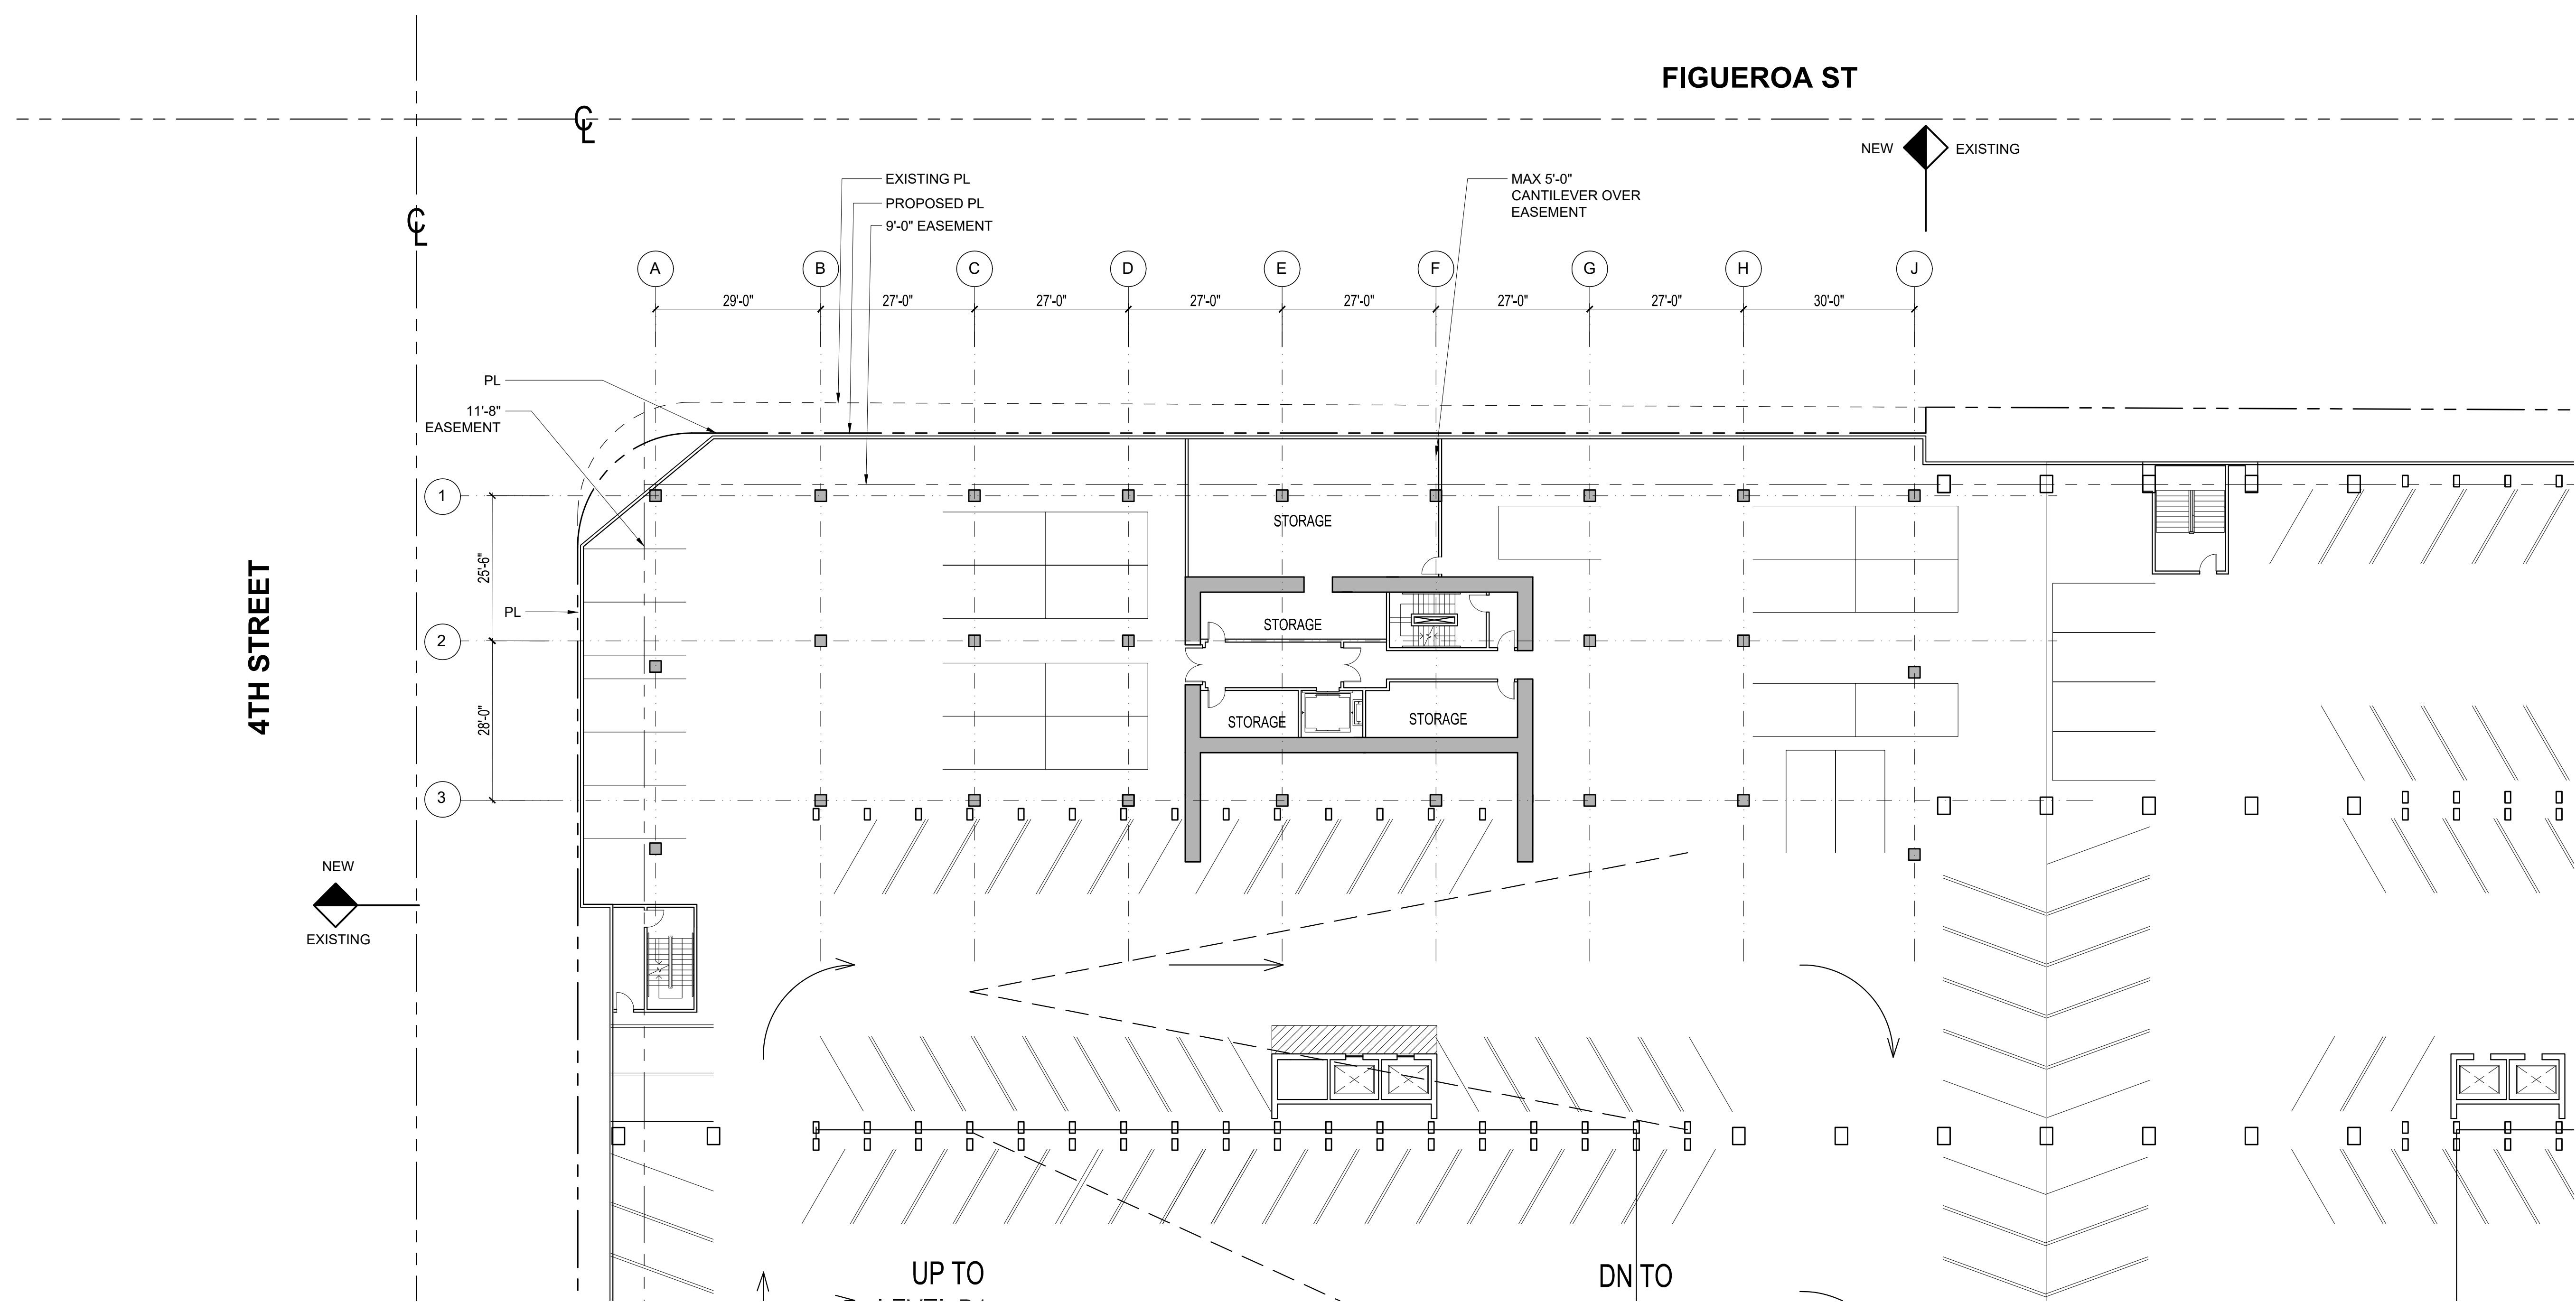 FIGUEROA ST
℄
NEW
EXISTING
EXISTING PL
PROPOSED PL
9'-0" EASEMENT
MAX 5'-0"
CANTILEVER OVER
EASEMENT
℄
A
B
C
D
E
F
G
H
J
29'-0"
27'-0"
27'-0"
27'-0"
27'-0"
27'-0"
27'-0"
30'-0"
PL
11'-8"
EASEMENT
1
STORAGE
25'-6"
PL
STORAGE
2
4TH STREET
28'-0"
STORAGE
STORAGE
3
NEW
EXISTING
UP TO
DN TO